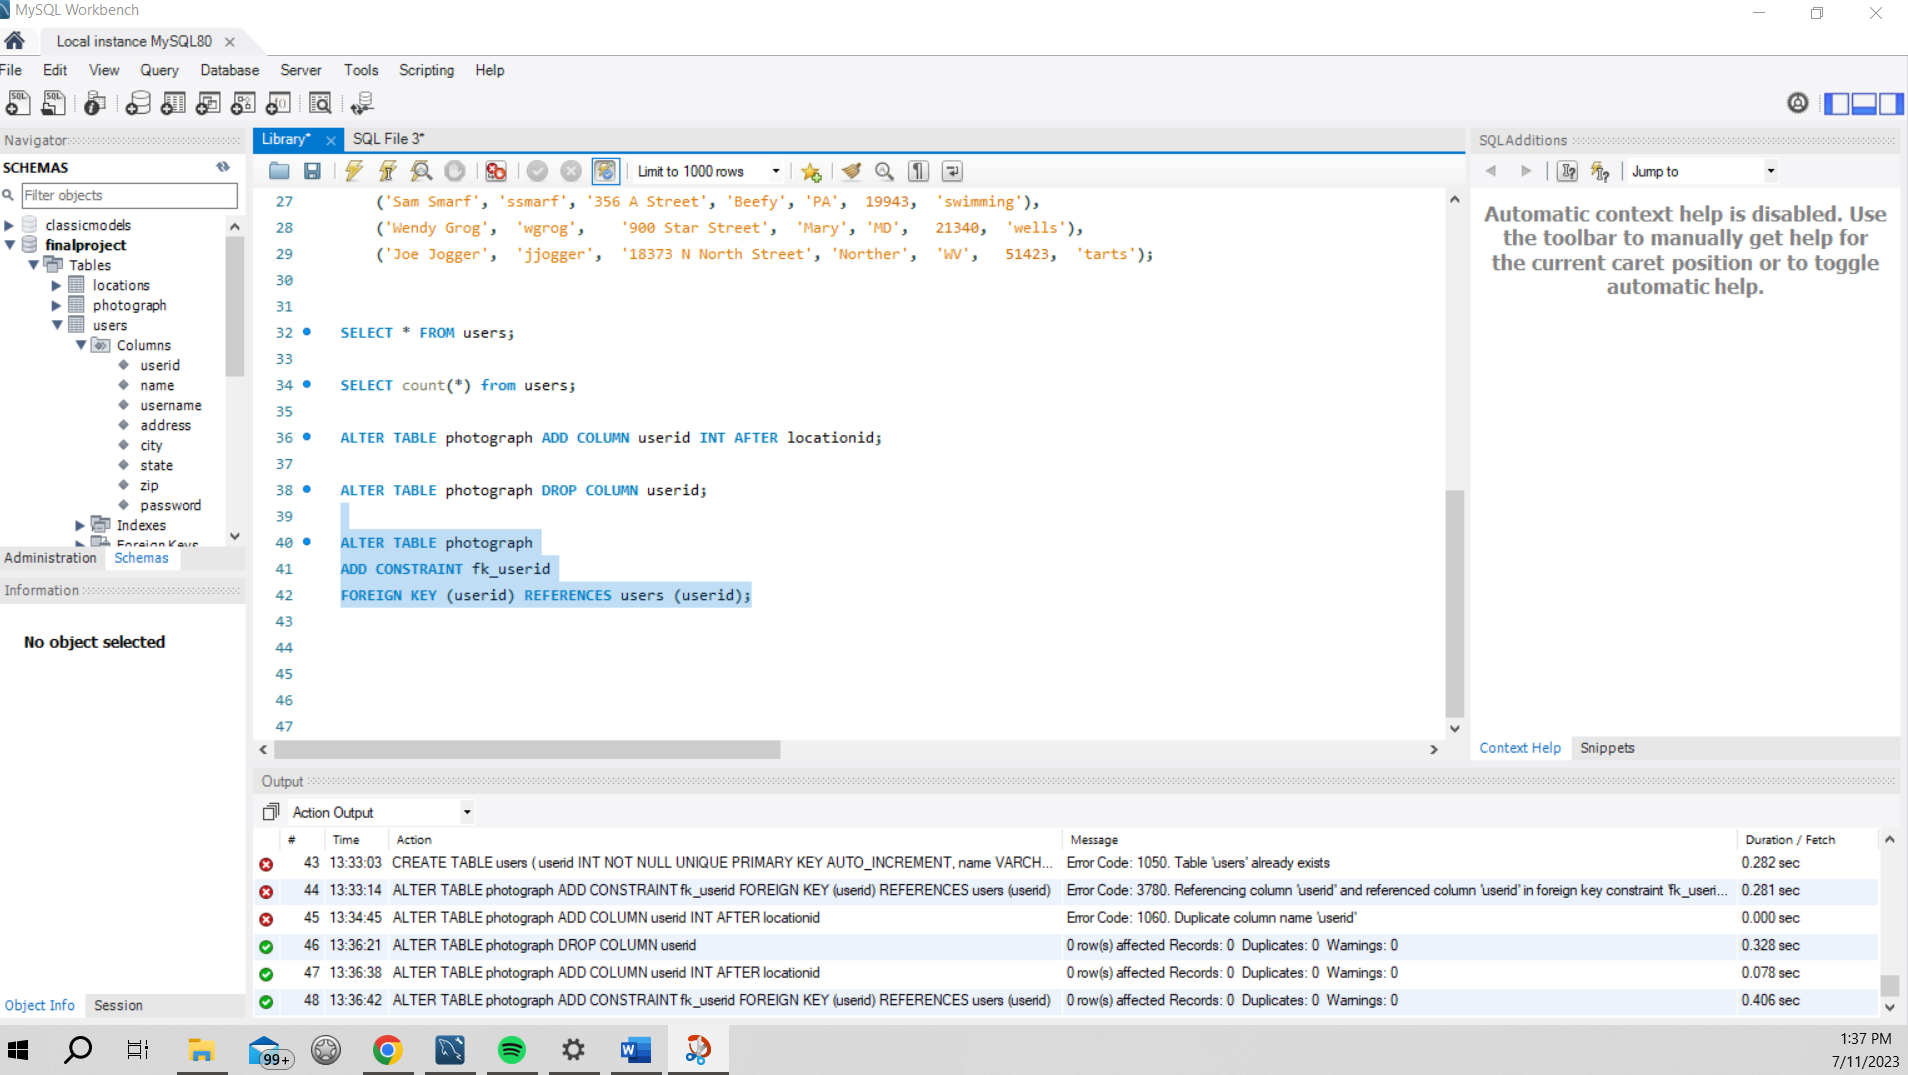 MySQL Workbench
Local instance MySQL80
File Edit View Query Database Server Tools Scripting Help
Navigator
SCHEMAS
Filter objects
classicmodels
finalproject
Tables
locations
photograph
users
Columns
userid
name
username
address
city
state
zip
password
Indexes
Foreign Keys
Administration Schemas
Information
No object selected
Object Info Session
Library* SQL File 3*
Limit to 1000 rows
27 ('Sam Smarf', 'ssmarf', '356 A Street', 'Beefy', 'PA', 19943, 'swimming'),
28 ('Wendy Grog', 'wgrog', '900 Star Street', 'Mary', 'MD', 21340, 'wells'),
29 ('Joe Jogger', 'jjogger', '18373 N North Street', 'Norther', 'WV', 51423, 'tarts');
30
31
32 SELECT * FROM users;
33
34 SELECT count(*) from users;
35
36 ALTER TABLE photograph ADD COLUMN userid INT AFTER locationid;
37
38 ALTER TABLE photograph DROP COLUMN userid;
39
40 ALTER TABLE photograph
41 ADD CONSTRAINT fk_userid
42 FOREIGN KEY (userid) REFERENCES users (userid);
43
44
45
46
47
SQLAdditions
Jump to
Automatic context help is disabled. Use
the toolbar to manually get help for
the current caret position or to toggle
automatic help.
Context Help Snippets
Output
Action Output
# Time Action Message Duration / Fetch
43 13:33:03 CREATE TABLE users ( userid INT NOT NULL UNIQUE PRIMARY KEY AUTO_INCREMENT, name VARCH... Error Code: 1050. Table 'users' already exists 0.282 sec
44 13:33:14 ALTER TABLE photograph ADD CONSTRAINT fk_userid FOREIGN KEY (userid) REFERENCES users (userid) Error Code: 3780. Referencing column 'userid' and referenced column 'userid' in foreign key constraint 'fk_useri... 0.281 sec
45 13:34:45 ALTER TABLE photograph ADD COLUMN userid INT AFTER locationid Error Code: 1060. Duplicate column name 'userid' 0.000 sec
46 13:36:21 ALTER TABLE photograph DROP COLUMN userid 0 row(s) affected Records: 0 Duplicates: 0 Warnings: 0 0.328 sec
47 13:36:38 ALTER TABLE photograph ADD COLUMN userid INT AFTER locationid 0 row(s) affected Records: 0 Duplicates: 0 Warnings: 0 0.078 sec
48 13:36:42 ALTER TABLE photograph ADD CONSTRAINT fk_userid FOREIGN KEY (userid) REFERENCES users (userid) 0 row(s) affected Records: 0 Duplicates: 0 Warnings: 0 0.406 sec
99+
1:37 PM
7/11/2023